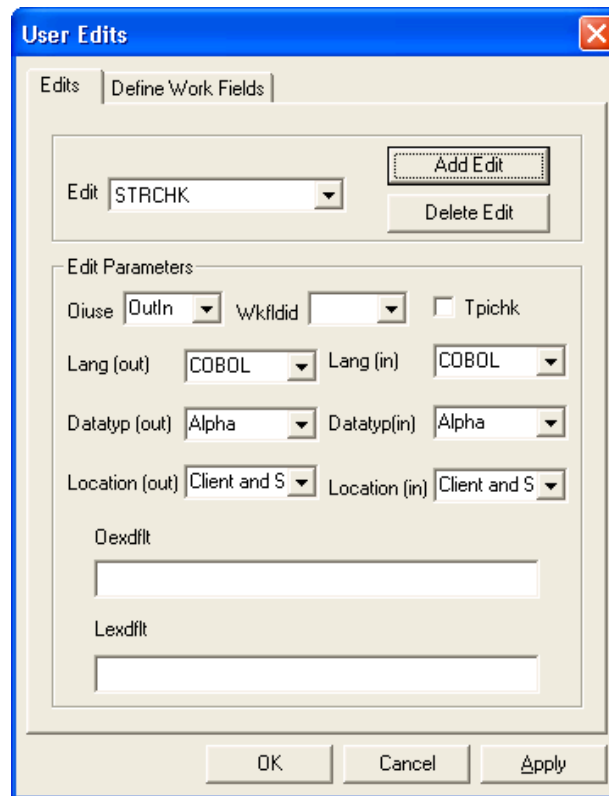 User Edits
Edits Define Work Fields
Add Edit
Edit STRCHK
Delete Edit
Edit Parameters
Oiuse OutIn Wkfldid Tpichk
Lang (out) COBOL Lang (in) COBOL
Datatyp (out) Alpha Datatyp(in) Alpha
Location (out) Client and S Location (in) Client and S
Oexdflt
Lexdflt
OK Cancel Apply